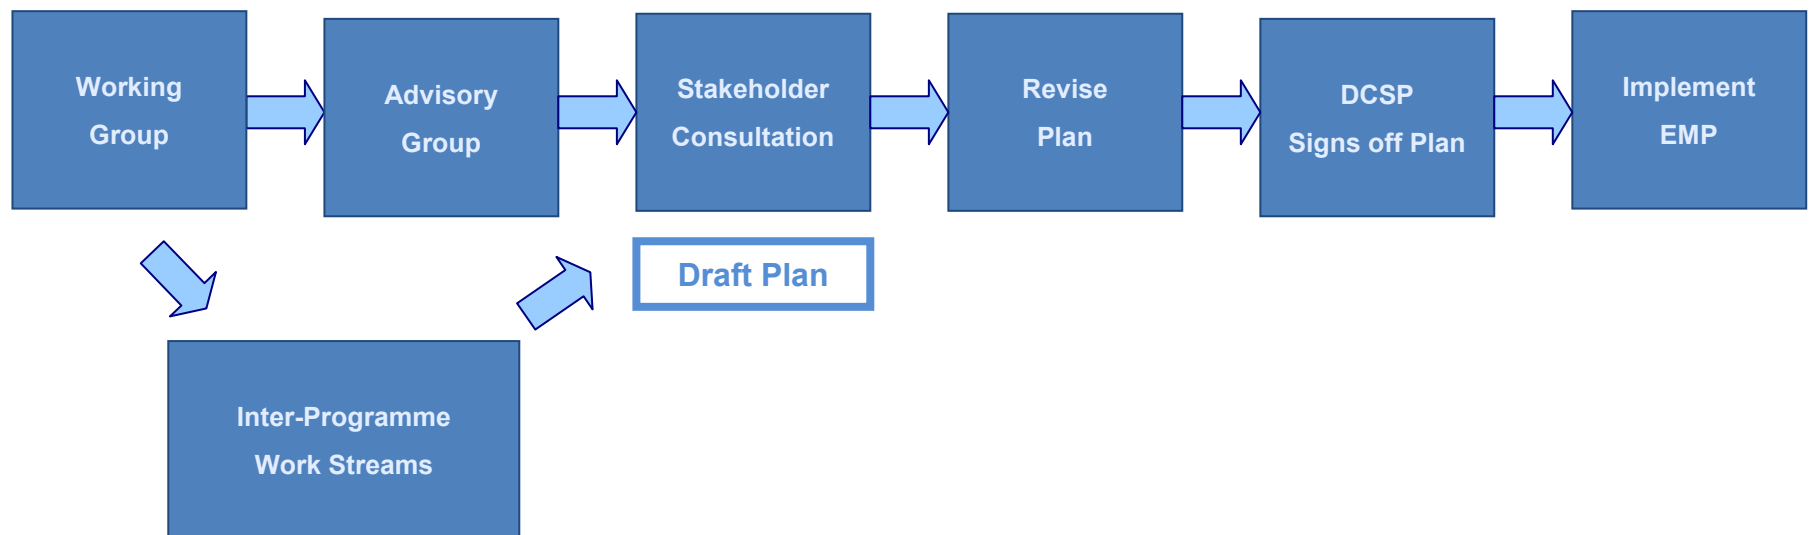 Working
Group
Advisory
Group
Stakeholder
Consultation
Revise
Plan
DCSP
Signs off Plan
Implement
EMP
Draft Plan
Inter-Programme
Work Streams